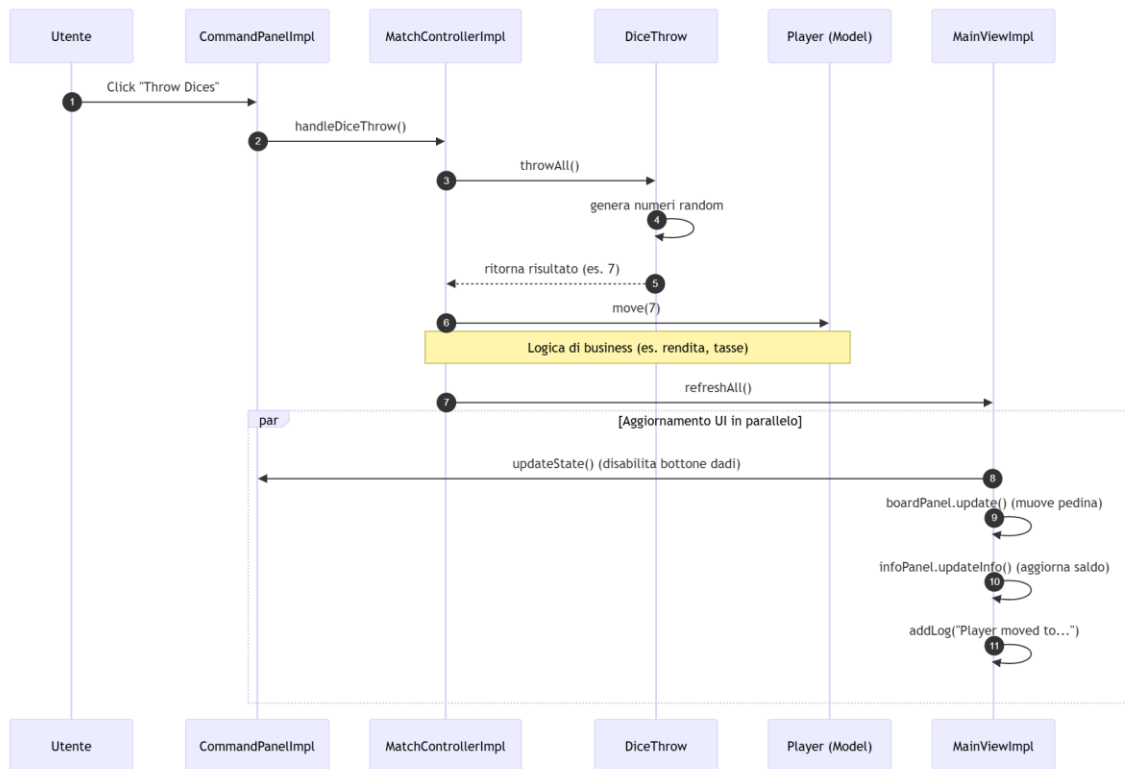 Utente
CommandPanelImpl
MatchControllerImpl
DiceThrow
Player (Model)
MainViewImpl
Click "Throw Dices"
1
handleDiceThrow()
2
throwAll()
3
genera numeri random
4
ritorna risultato (es. 7)
5
move(7)
6
Logica di business (es. rendita, tasse)
refreshAll()
7
par
[Aggiornamento UI in parallelo]
updateState() (disabilita bottone dadi)
8
boardPanel.update() (muove pedina)
9
infoPanel.updateInfo() (aggiorna saldo)
10
addLog("Player moved to...")
11
Utente
CommandPanelImpl
MatchControllerImpl
DiceThrow
Player (Model)
MainViewImpl